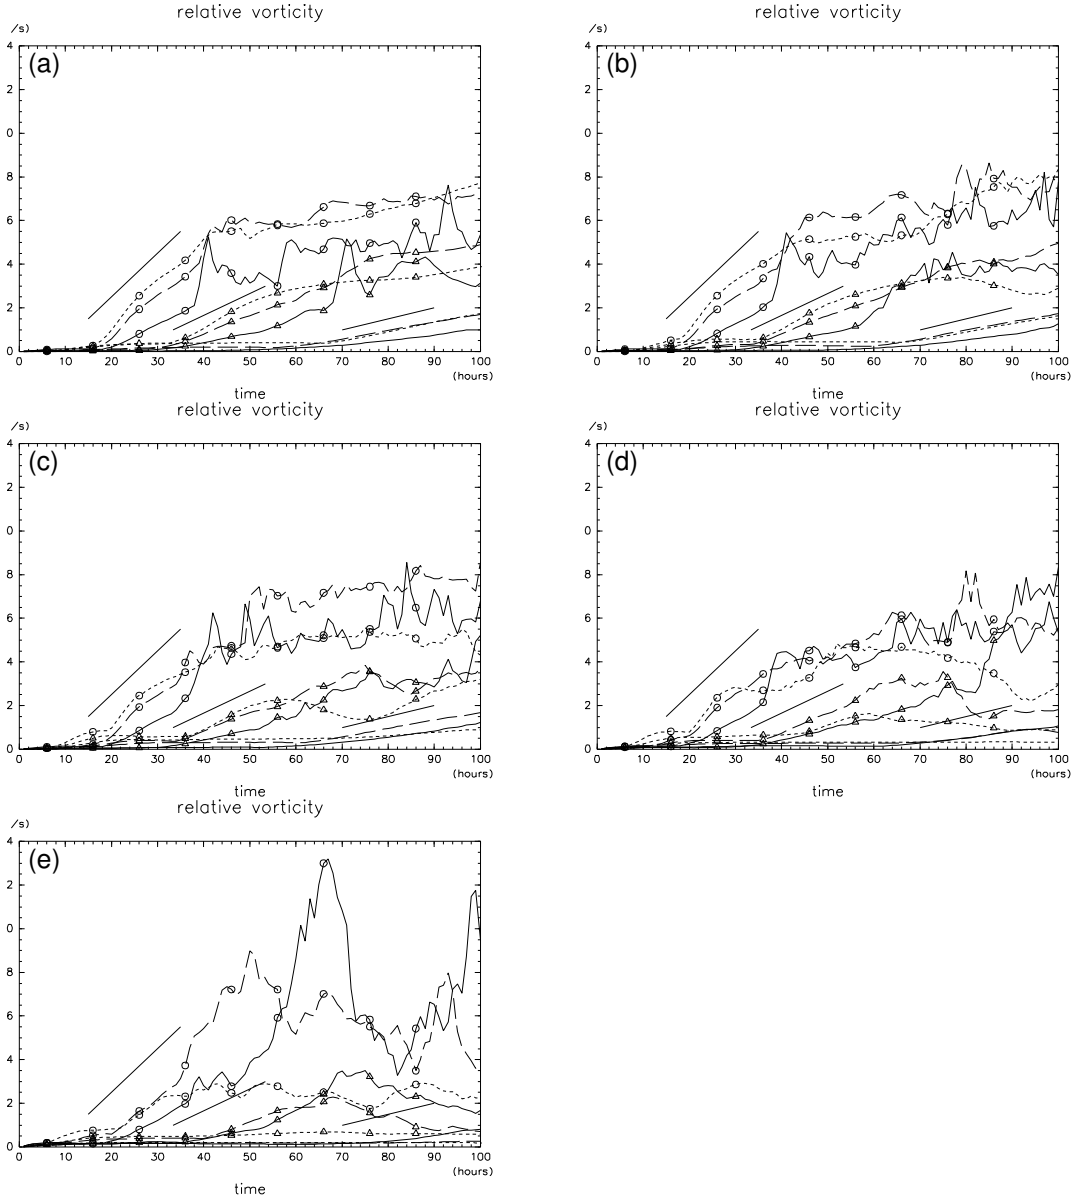 relative vorticity relative vorticity
/s) /s)
(a) (b)
4 4
2 2
0 0
8 8
6 6
4 4
2 2
0 0
0 10 20 30 40 50 60 70 80 90 100 0 10 20 30 40 50 60 70 80 90 100
(hours) (hours)
time time
relative vorticity relative vorticity
/s) /s)
(c) (d)
4 4
2 2
0 0
8 8
6 6
4 4
2 2
0 0
0 10 20 30 40 50 60 70 80 90 100 0 10 20 30 40 50 60 70 80 90 100
(hours) (hours)
time time
relative vorticity
/s)
(e)
4
2
0
8
6
4
2
0
0 10 20 30 40 50 60 70 80 90 100
(hours)
time